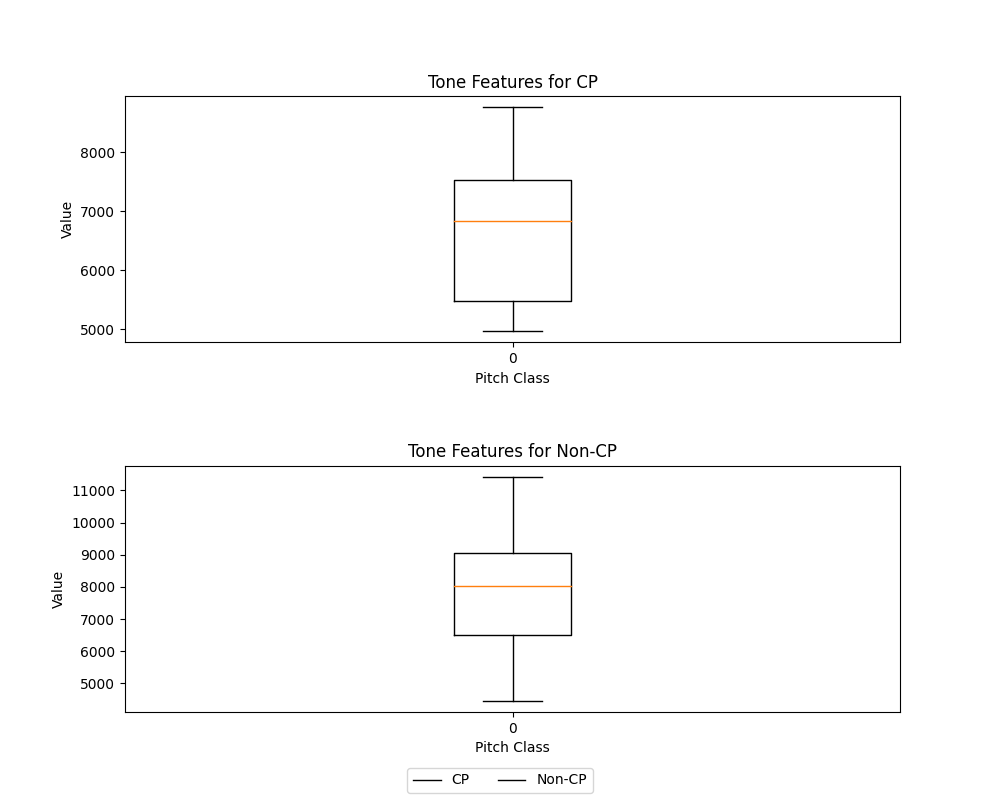 Tone Features for CP
8000
7000
6000
5000
Value
0
Pitch Class
Tone Features for Non-CP
11000
10000
9000
8000
7000
6000
5000
Value
0
Pitch Class
CP Non-CP